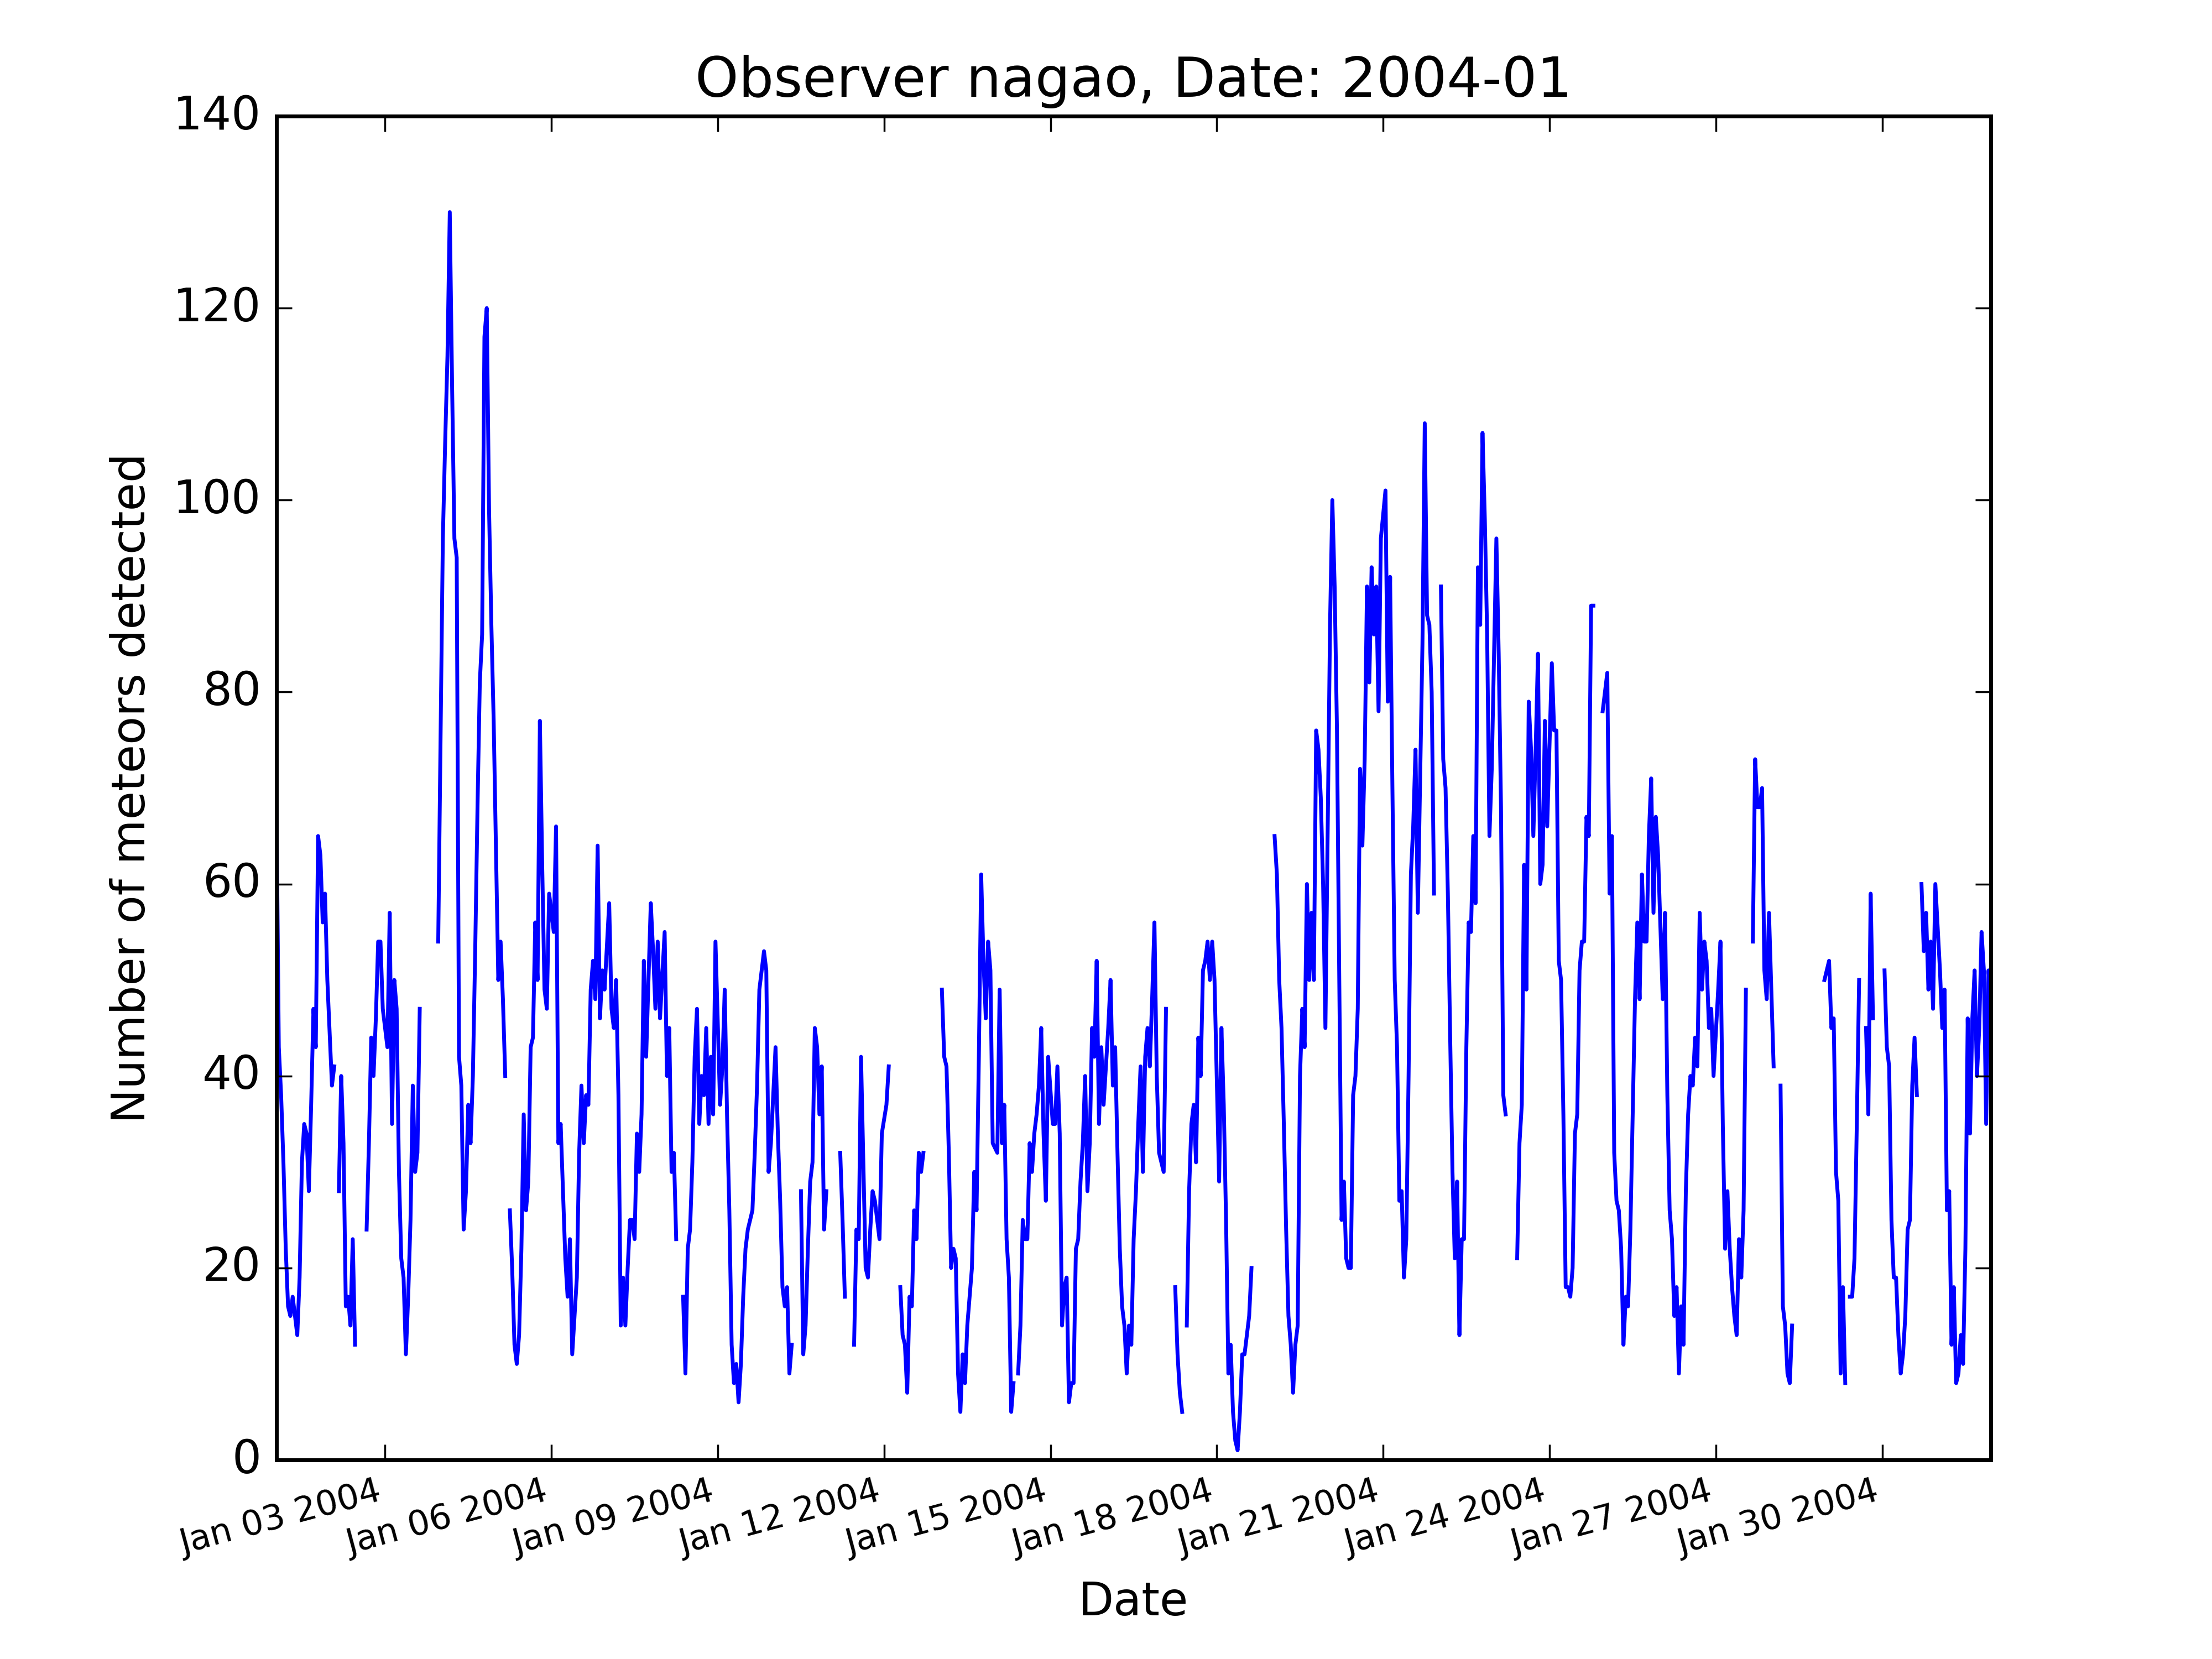 Observer nagao, Date: 2004-01
140
120
100
80
60
40
20
0
Number of meteors detected
Jan 03 2004
Jan 06 2004
Jan 09 2004
Jan 12 2004
Jan 15 2004
Jan 18 2004
Jan 21 2004
Jan 24 2004
Jan 27 2004
Jan 30 2004
Date